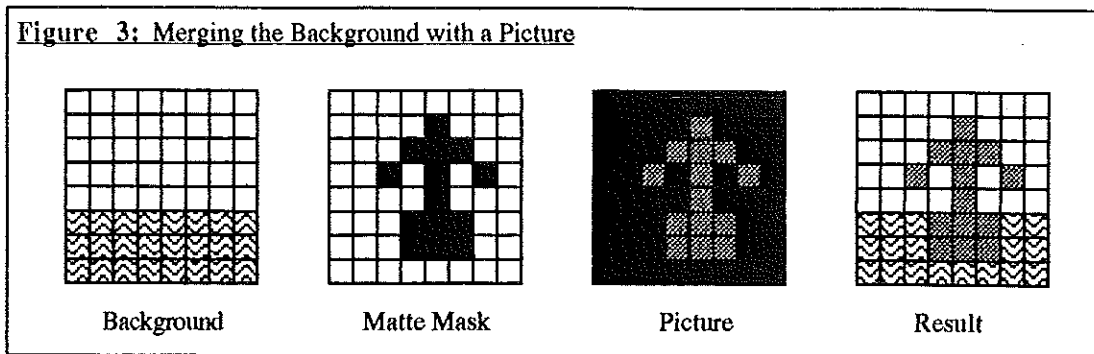 Figure 3: Merging the Background with a Picture
Background Matte Mask Picture Result